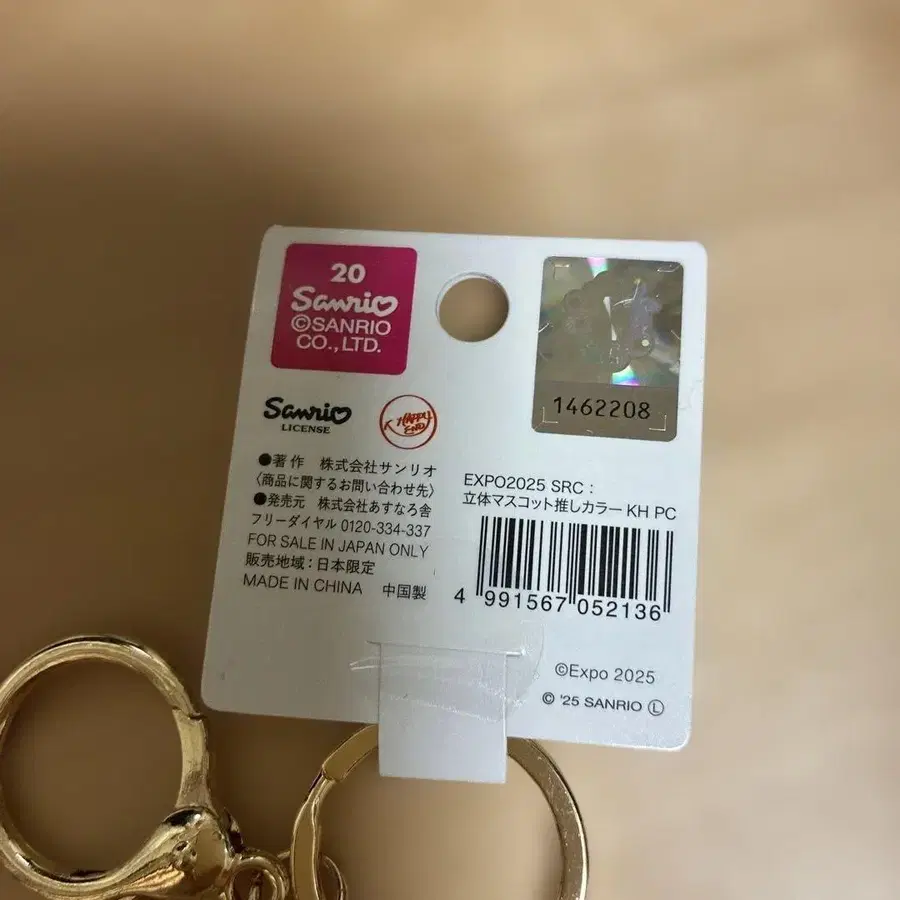 20
Sanrio
©SANRIO
CO., LTD.
Sanrio
LICENSE
HAPPY
END
●著作 株式会社サンリオ
〈商品に関するお問い合わせ先〉
●発売元 株式会社あすなろ舎
フリーダイヤル 0120-334-337
FOR SALE IN JAPAN ONLY
販売地域：日本限定
MADE IN CHINA 中国製
1462208
EXPO2025 SRC：
立体マスコット推しカラー KH PC
4 991567 052136
©Expo 2025
© '25 SANRIO Ⓛ